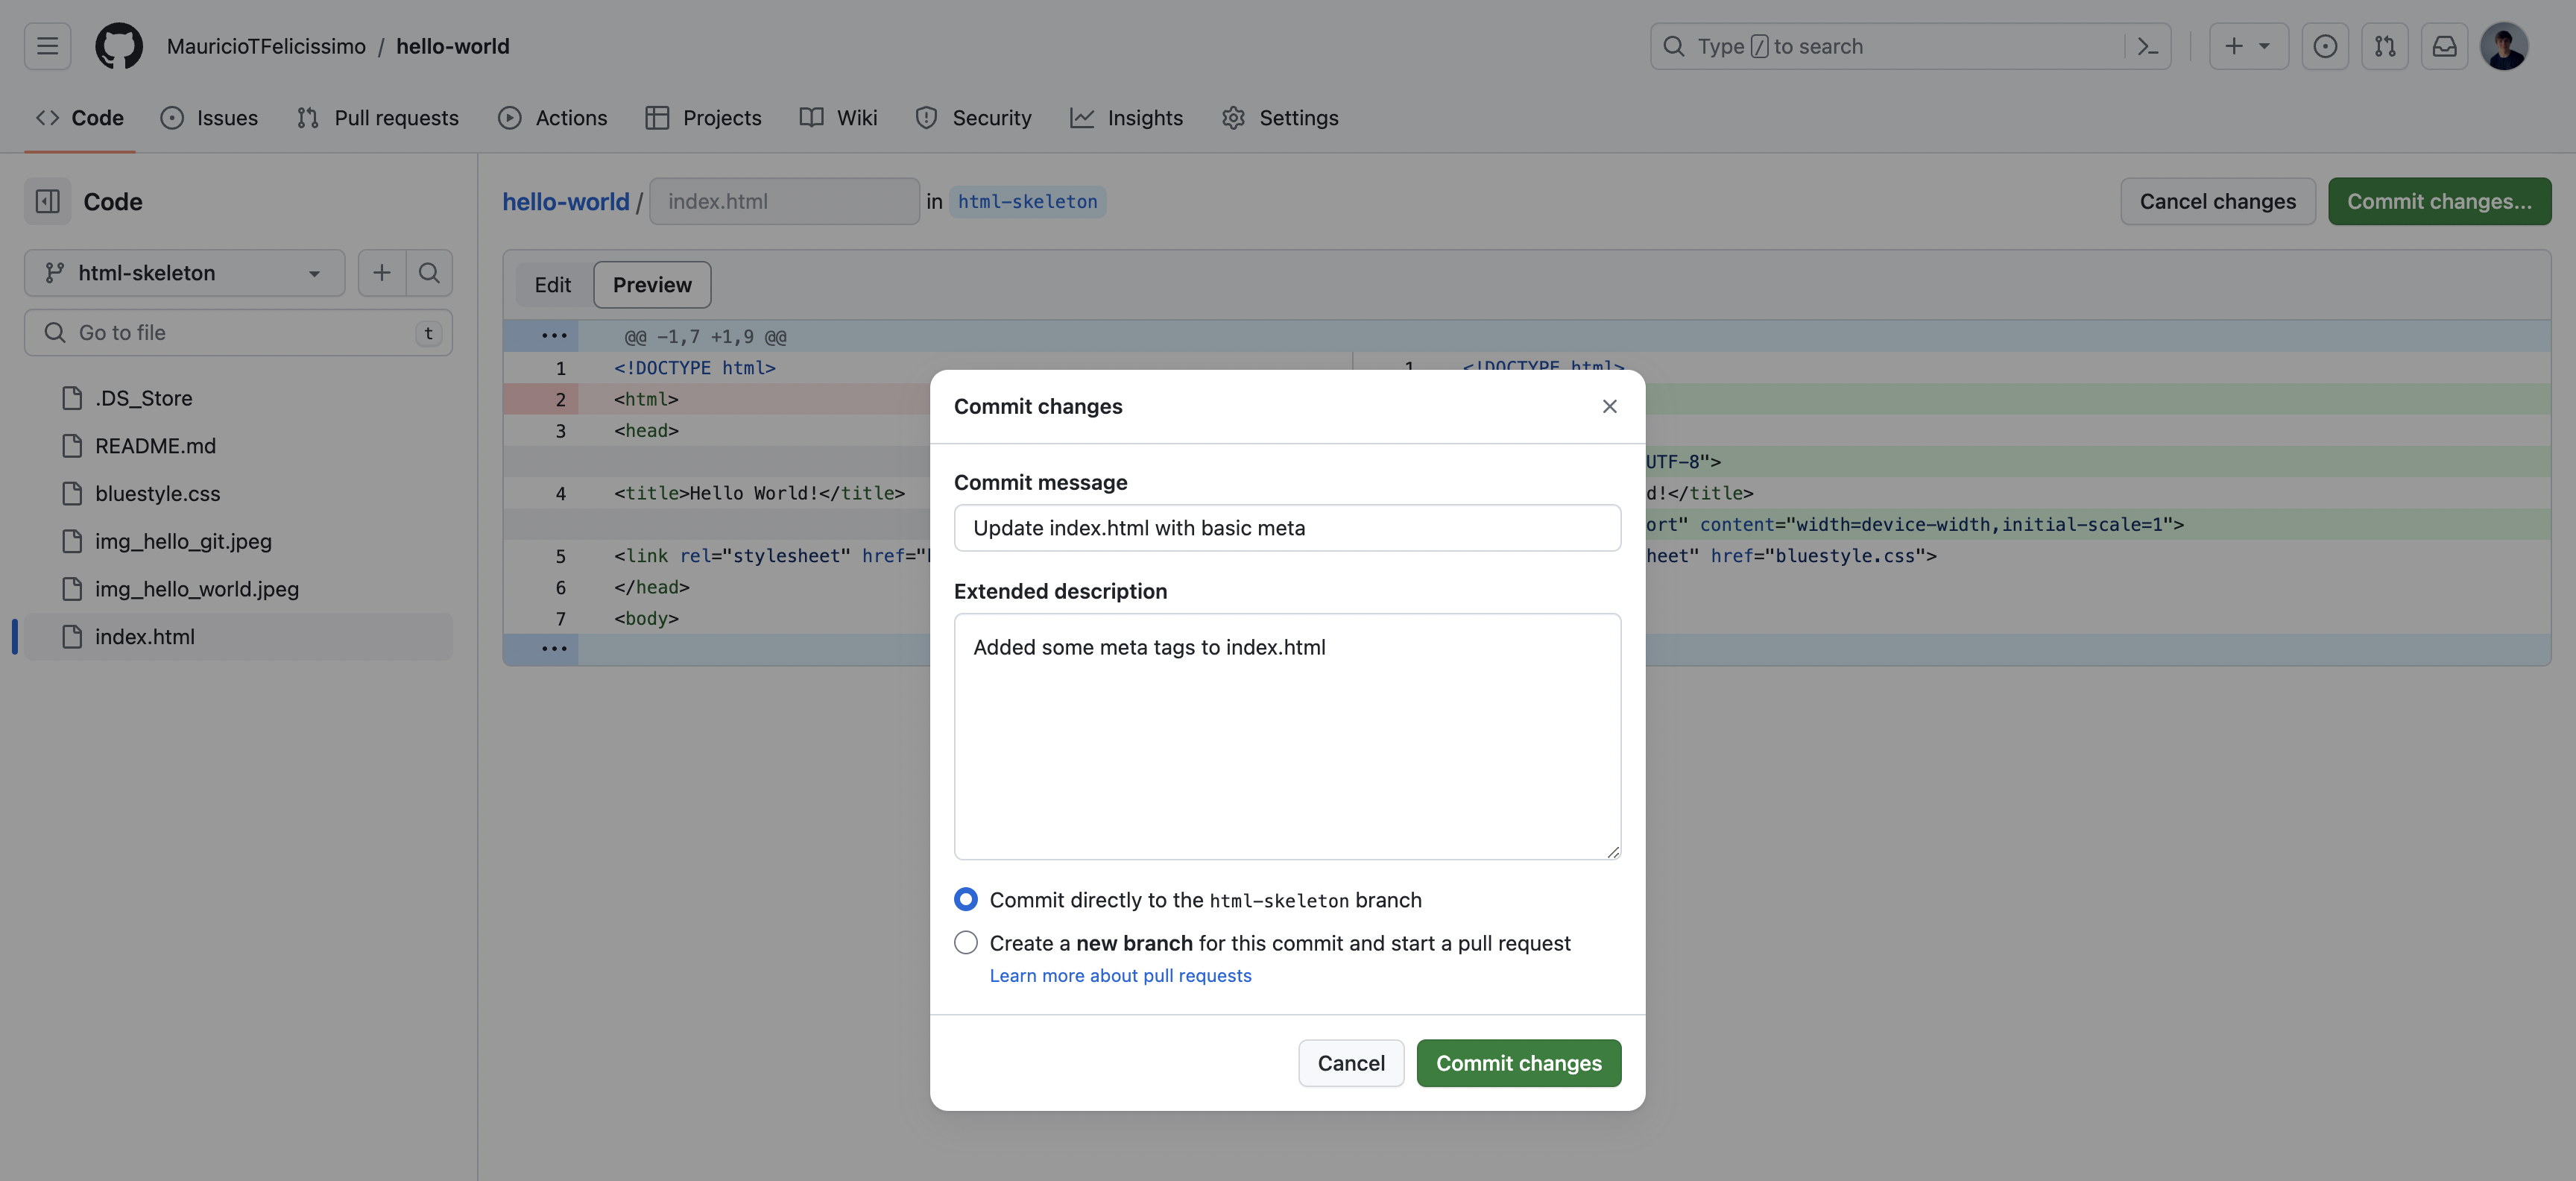 MauricioTFelicissimo / hello-world
Type / to search
Code
Issues
Pull requests
Actions
Projects
Wiki
Security
Insights
Settings
Code
html-skeleton
Go to file
t
.DS_Store
README.md
bluestyle.css
img_hello_git.jpeg
img_hello_world.jpeg
index.html
hello-world / index.html in html-skeleton
Cancel changes
Commit changes...
Edit
Preview
@@ -1,7 +1,9 @@
1 <!DOCTYPE html>
2 <html>
3 <head>
4 <title>Hello World!</title>
5 <link rel="stylesheet" href="
6 </head>
7 <body>
1 <!DOCTYPE html>
UTF-8">
d!</title>
ort" content="width=device-width,initial-scale=1">
heet" href="bluestyle.css">
Commit changes
Commit message
Update index.html with basic meta
Extended description
Added some meta tags to index.html
Commit directly to the html-skeleton branch
Create a new branch for this commit and start a pull request
Learn more about pull requests
Cancel
Commit changes